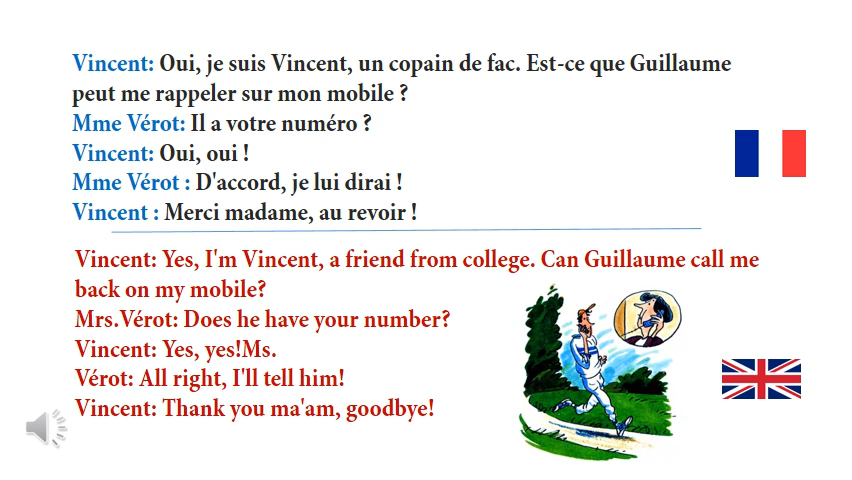 Vincent: Oui, je suis Vincent, un copain de fac. Est-ce que Guillaume
peut me rappeler sur mon mobile ?
Mme Vérot: Il a votre numéro ?
Vincent: Oui, oui !
Mme Vérot : D'accord, je lui dirai !
Vincent : Merci madame, au revoir !
Vincent: Yes, I'm Vincent, a friend from college. Can Guillaume call me
back on my mobile?
Mrs.Vérot: Does he have your number?
Vincent: Yes, yes!Ms.
Vérot: All right, I'll tell him!
Vincent: Thank you ma'am, goodbye!